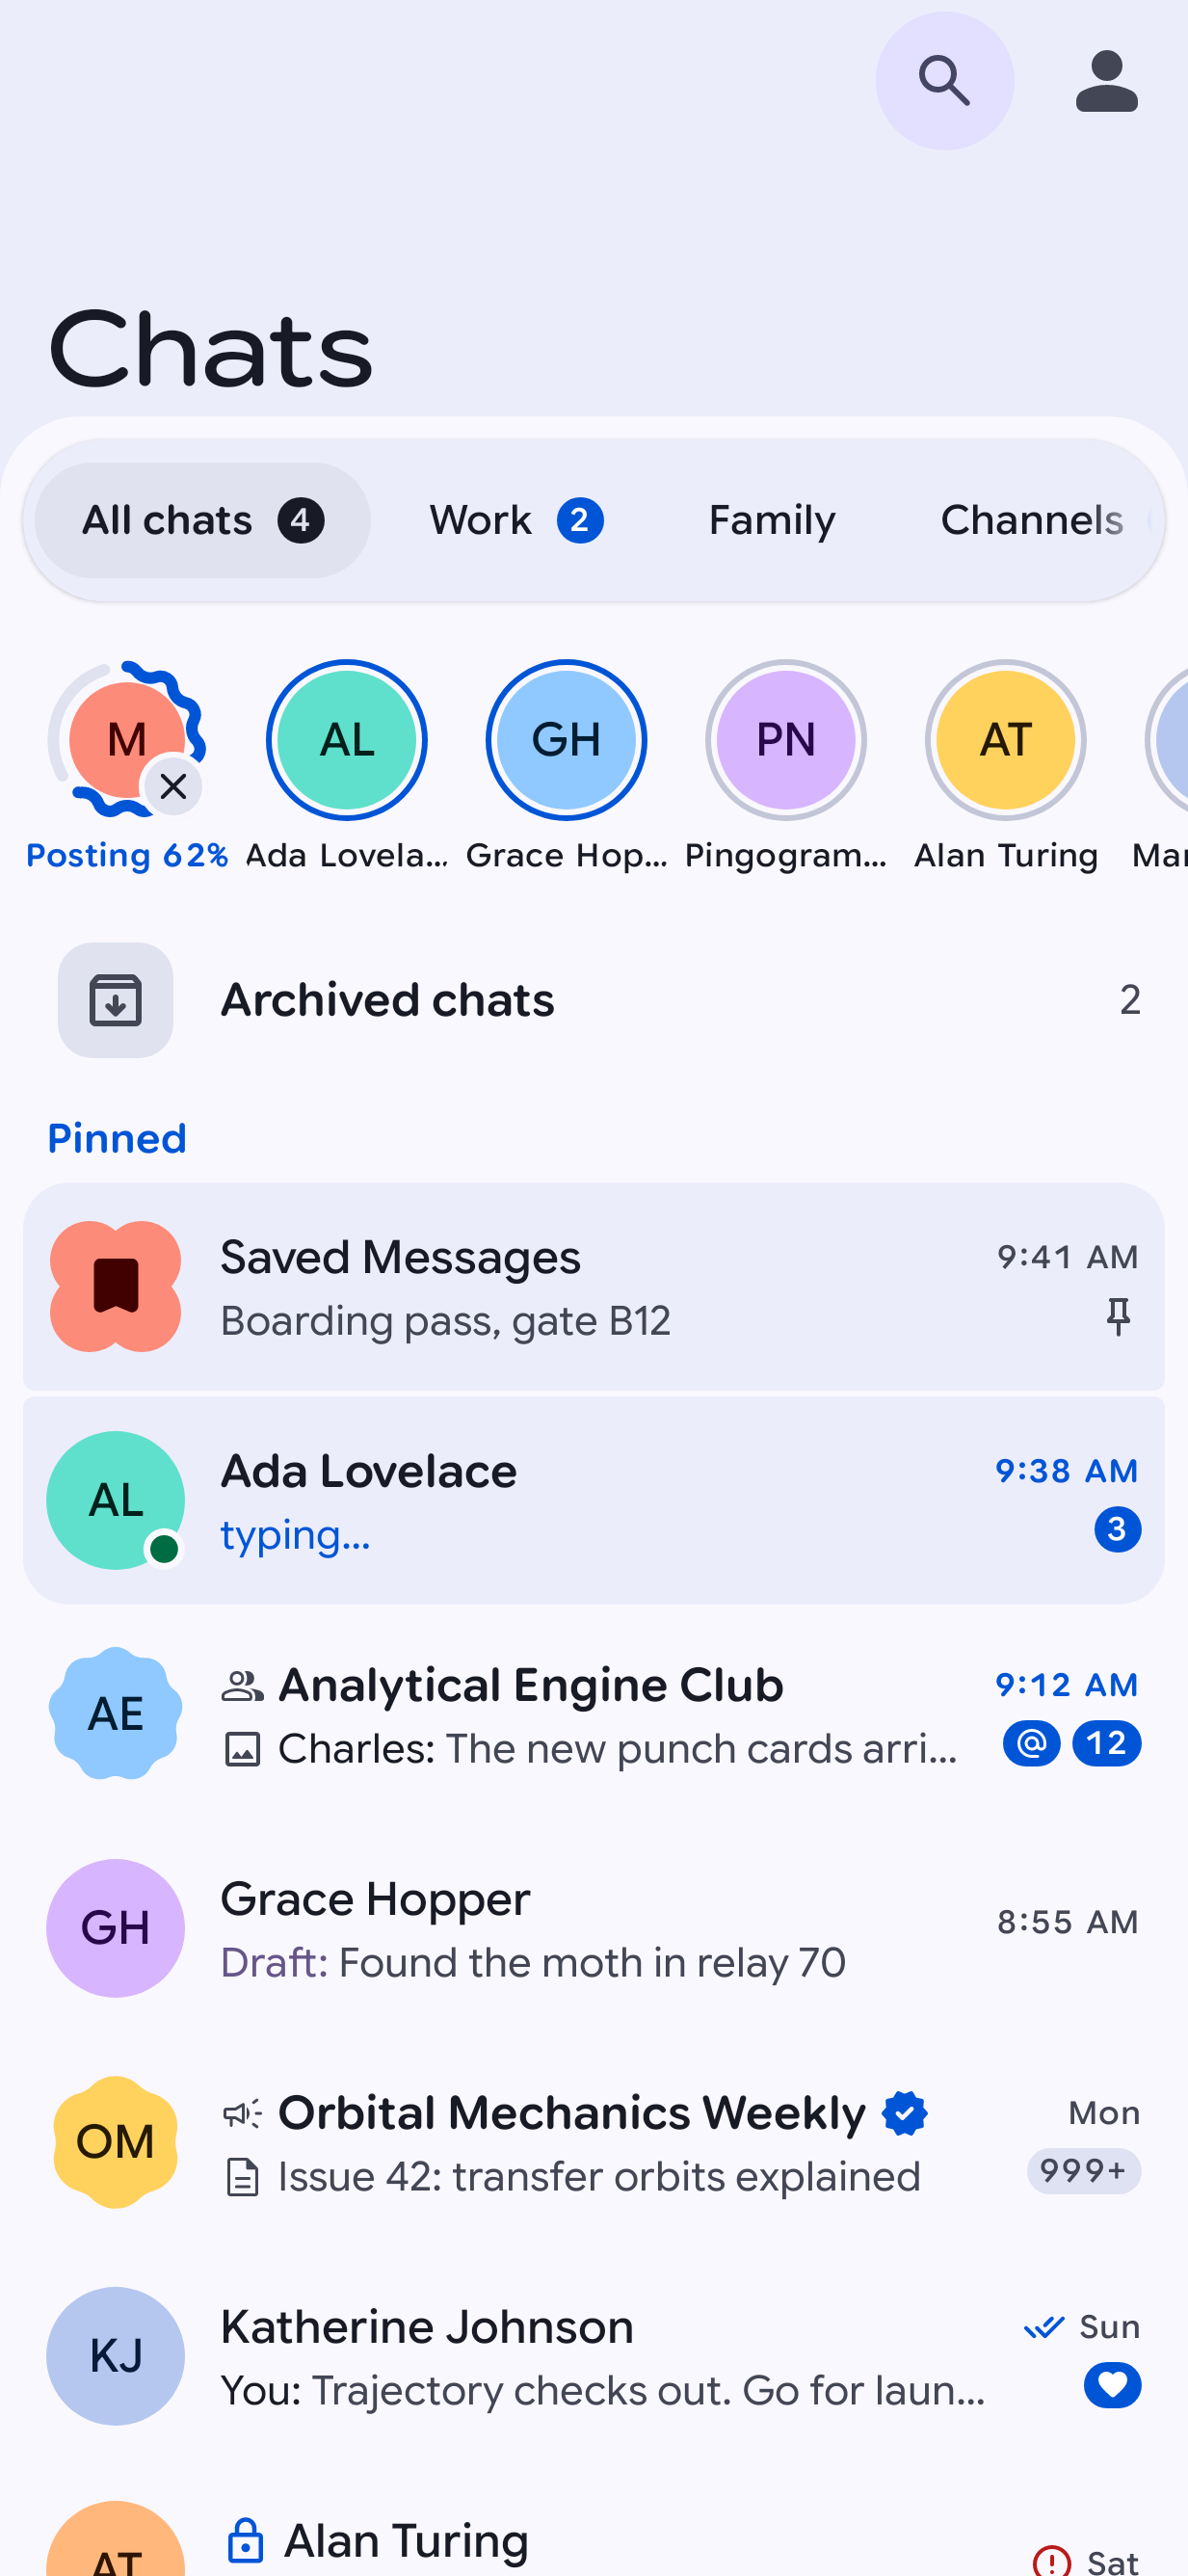 Chats
All chats 4 Work 2 Family Channels
M AL GH PN AT
Posting 62% Ada Lovela... Grace Hop... Pingogram... Alan Turing Mar
Archived chats 2
Pinned
Saved Messages 9:41 AM
Boarding pass, gate B12
AL Ada Lovelace 9:38 AM
typing... 3
AE Analytical Engine Club 9:12 AM
Charles: The new punch cards arri... @ 12
GH Grace Hopper 8:55 AM
Draft: Found the moth in relay 70
OM Orbital Mechanics Weekly Mon
Issue 42: transfer orbits explained 999+
KJ Katherine Johnson Sun
You: Trajectory checks out. Go for laun...
AT Alan Turing Sat